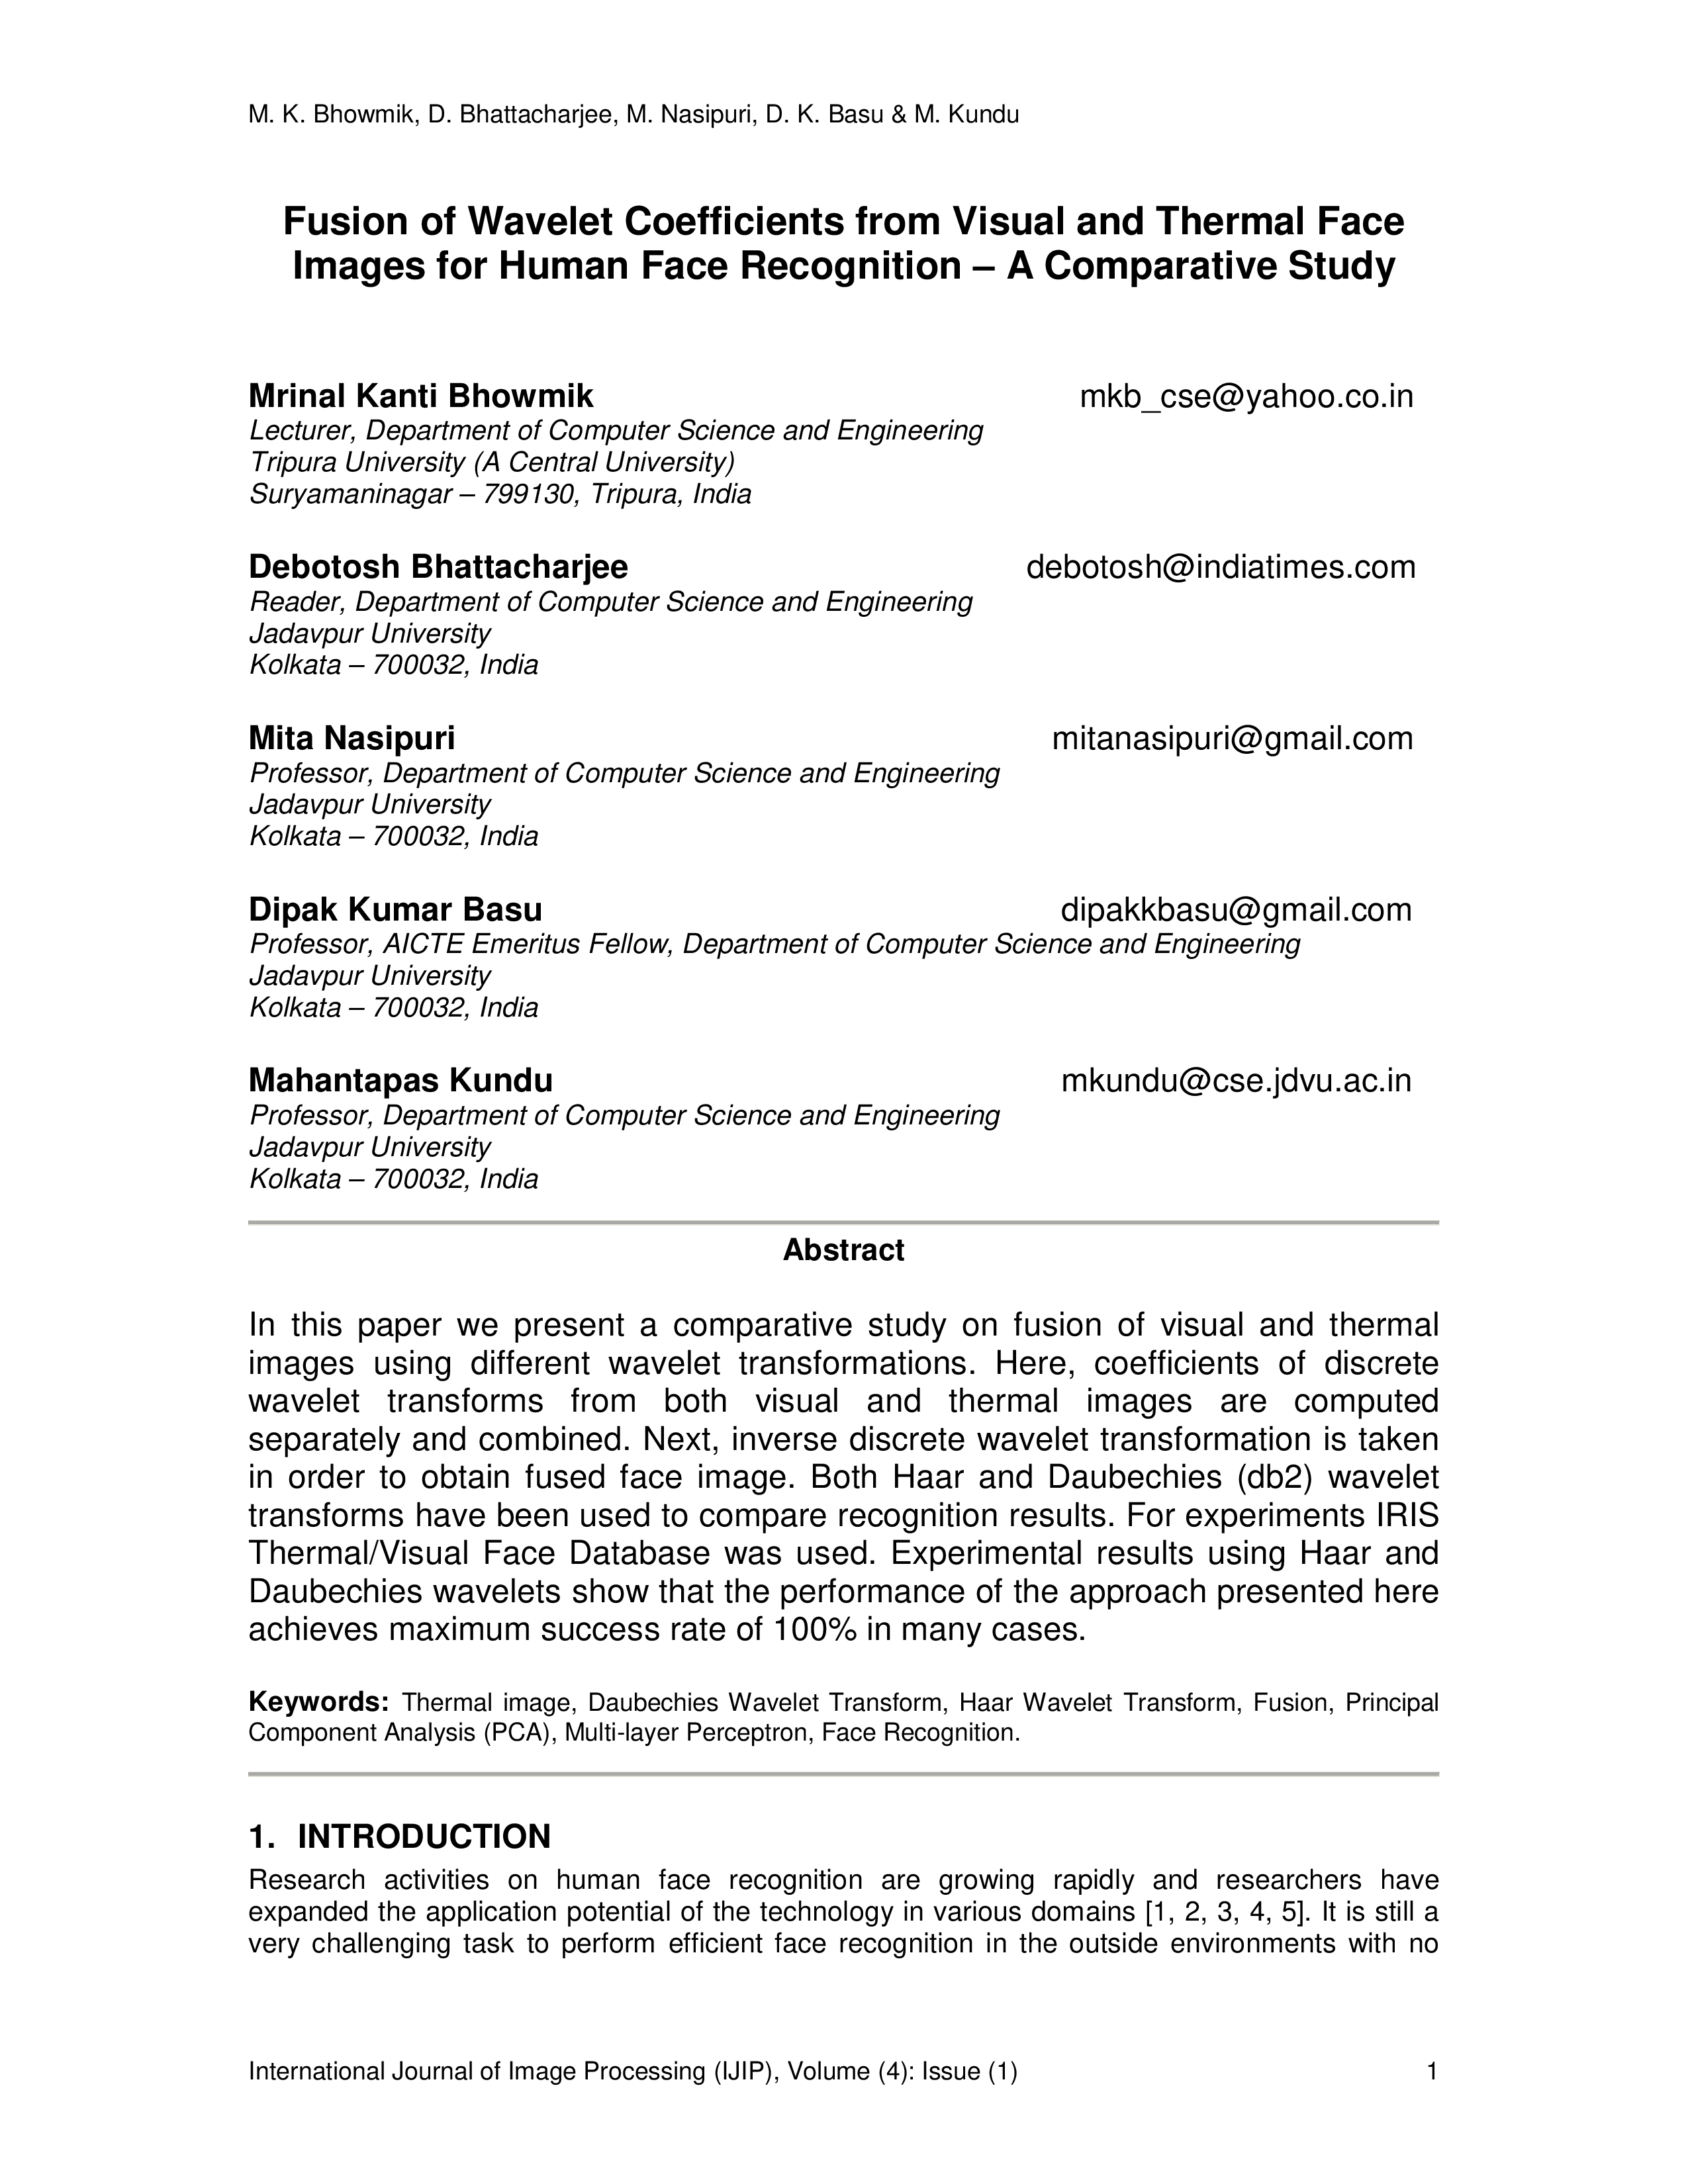 M. K. Bhowmik, D. Bhattacharjee, M. Nasipuri, D. K. Basu & M. Kundu
Fusion of Wavelet Coefficients from Visual and Thermal Face
Images for Human Face Recognition – A Comparative Study
Mrinal Kanti Bhowmik mkb_cse@yahoo.co.in
Lecturer, Department of Computer Science and Engineering
Tripura University (A Central University)
Suryamaninagar – 799130, Tripura, India
Debotosh Bhattacharjee debotosh@indiatimes.com
Reader, Department of Computer Science and Engineering
Jadavpur University
Kolkata – 700032, India
Mita Nasipuri mitanasipuri@gmail.com
Professor, Department of Computer Science and Engineering
Jadavpur University
Kolkata – 700032, India
Dipak Kumar Basu dipakkbasu@gmail.com
Professor, AICTE Emeritus Fellow, Department of Computer Science and Engineering
Jadavpur University
Kolkata – 700032, India
Mahantapas Kundu mkundu@cse.jdvu.ac.in
Professor, Department of Computer Science and Engineering
Jadavpur University
Kolkata – 700032, India
Abstract
In this paper we present a comparative study on fusion of visual and thermal
images using different wavelet transformations. Here, coefficients of discrete
wavelet transforms from both visual and thermal images are computed
separately and combined. Next, inverse discrete wavelet transformation is taken
in order to obtain fused face image. Both Haar and Daubechies (db2) wavelet
transforms have been used to compare recognition results. For experiments IRIS
Thermal/Visual Face Database was used. Experimental results using Haar and
Daubechies wavelets show that the performance of the approach presented here
achieves maximum success rate of 100% in many cases.
Keywords: Thermal image, Daubechies Wavelet Transform, Haar Wavelet Transform, Fusion, Principal
Component Analysis (PCA), Multi-layer Perceptron, Face Recognition.
1. INTRODUCTION
Research activities on human face recognition are growing rapidly and researchers have
expanded the application potential of the technology in various domains [1, 2, 3, 4, 5]. It is still a
very challenging task to perform efficient face recognition in the outside environments with no
International Journal of Image Processing (IJIP), Volume (4): Issue (1) 1